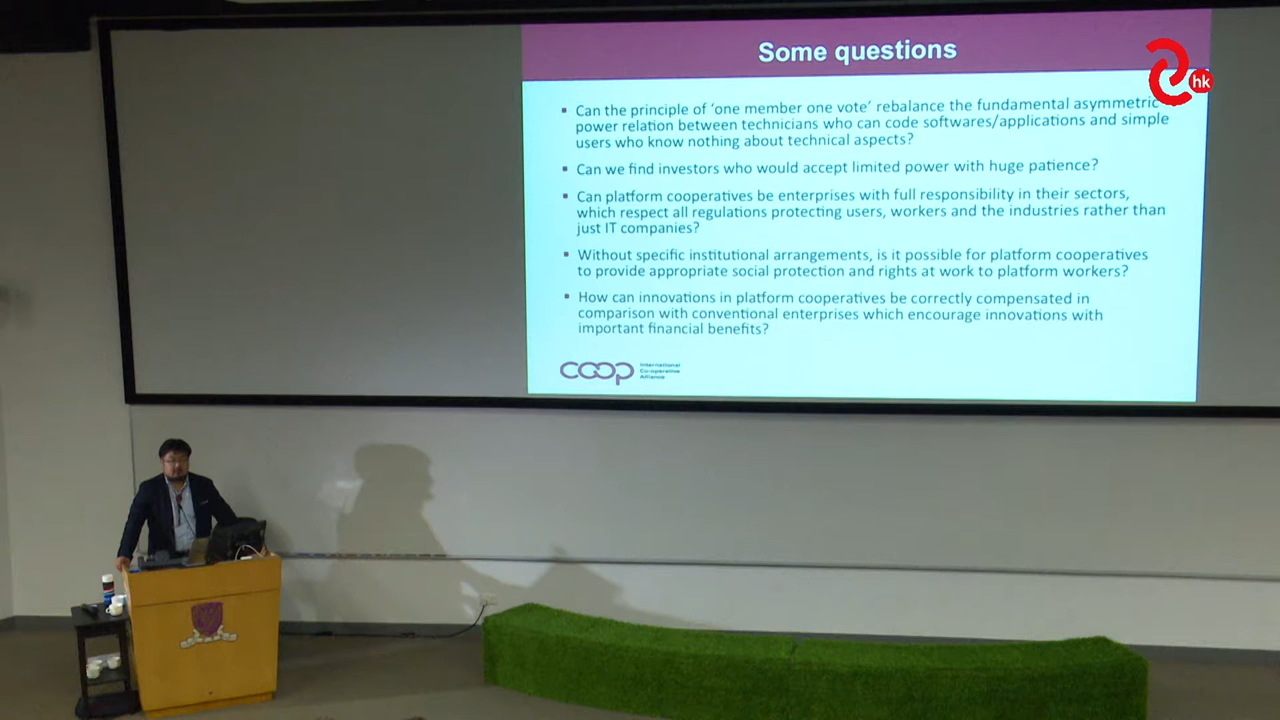 Some questions
hk
▪ Can the principle of ‘one member one vote’ rebalance the fundamental asymmetric
power relation between technicians who can code softwares/applications and simple
users who know nothing about technical aspects?
▪ Can we find investors who would accept limited power with huge patience?
▪ Can platform cooperatives be enterprises with full responsibility in their sectors,
which respect all regulations protecting users, workers and the industries rather than
just IT companies?
▪ Without specific institutional arrangements, is it possible for platform cooperatives
to provide appropriate social protection and rights at work to platform workers?
▪ How can innovations in platform cooperatives be correctly compensated in
comparison with conventional enterprises which encourage innovations with
important financial benefits?
coop
International
Co-operative
Alliance